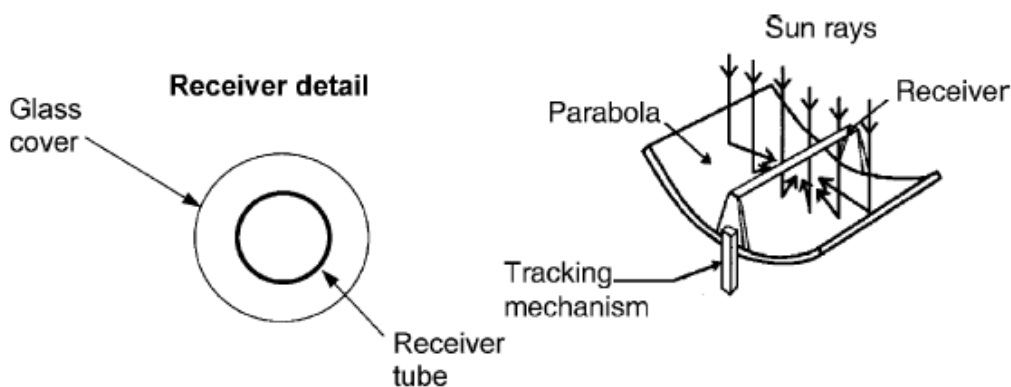 Receiver detail
Glass
cover
Receiver
tube
Sun rays
Parabola
Receiver
Tracking
mechanism